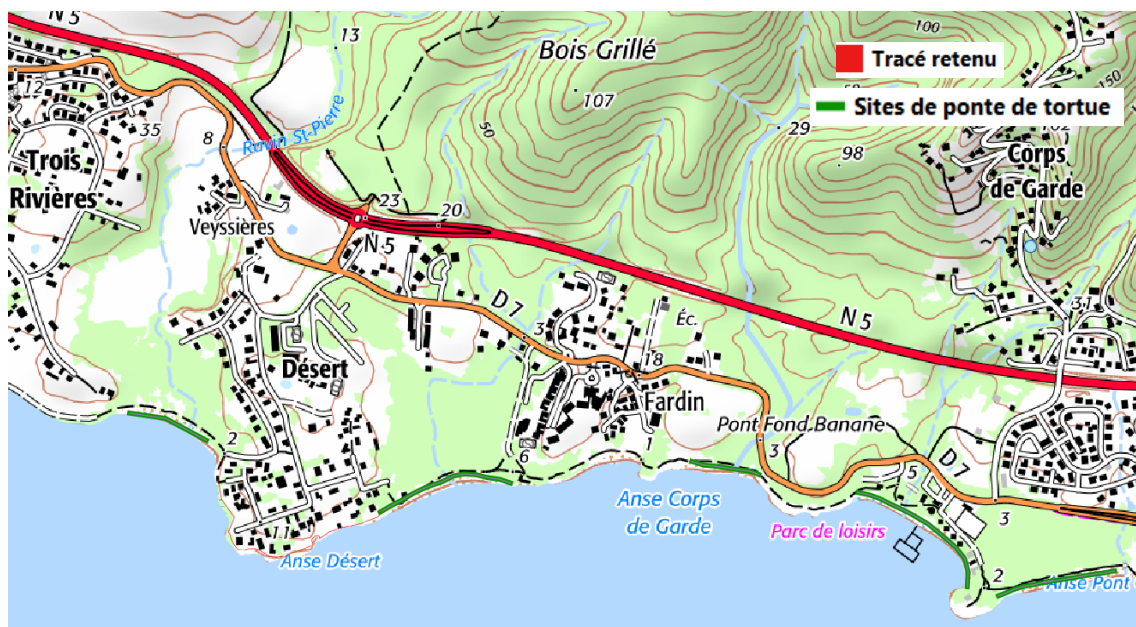 N 5
13
Bois Grillé
100
Tracé retenu
12
107
150
Sites de ponte de tortue
35
8
Ravin St-Pierre
50
29
98
Trois
Rivières
Corps
de Garde
Veyssières
23
20
N 5
D 7
3
Éc.
N 5
31
Désert
18
Fardin
Pont Fond Banane
2
6
1
3
D 7
5
Anse Corps
de Garde
Parc de loisirs
3
11
Anse Désert
2
Anse Pont